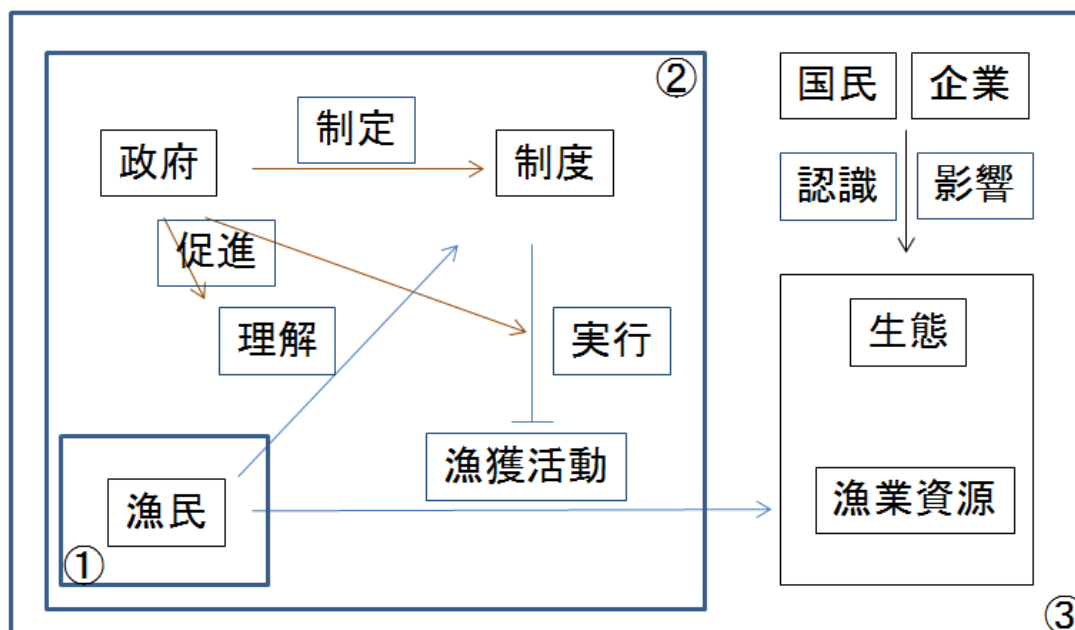 ②
国民
企業
制定
政府
制度
認識
影響
促進
理解
実行
生態
漁獲活動
漁民
漁業資源
①
③